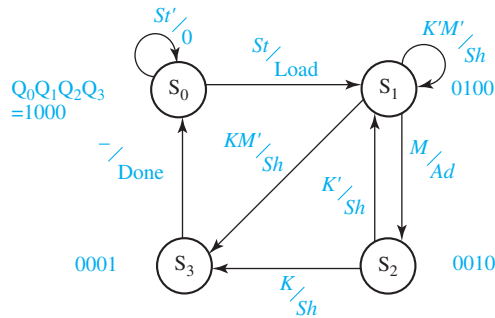 St'/0
St/Load
K'M'/Sh
Q₀Q₁Q₂Q₃
=1000
S₀
S₁
0100
–/Done
KM'/Sh
K'/Sh
M/Ad
0001
S₃
S₂
0010
K/Sh